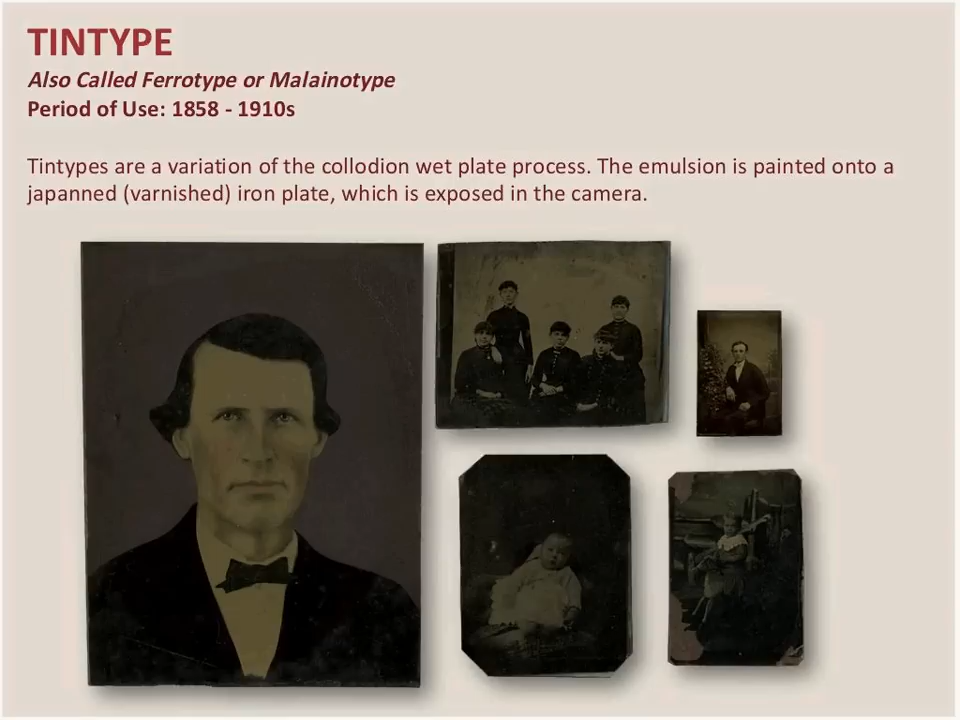 TINTYPE
Also Called Ferrotype or Malainotype
Period of Use: 1858 - 1910s
Tintypes are a variation of the collodion wet plate process. The emulsion is painted onto a
japanned (varnished) iron plate, which is exposed in the camera.